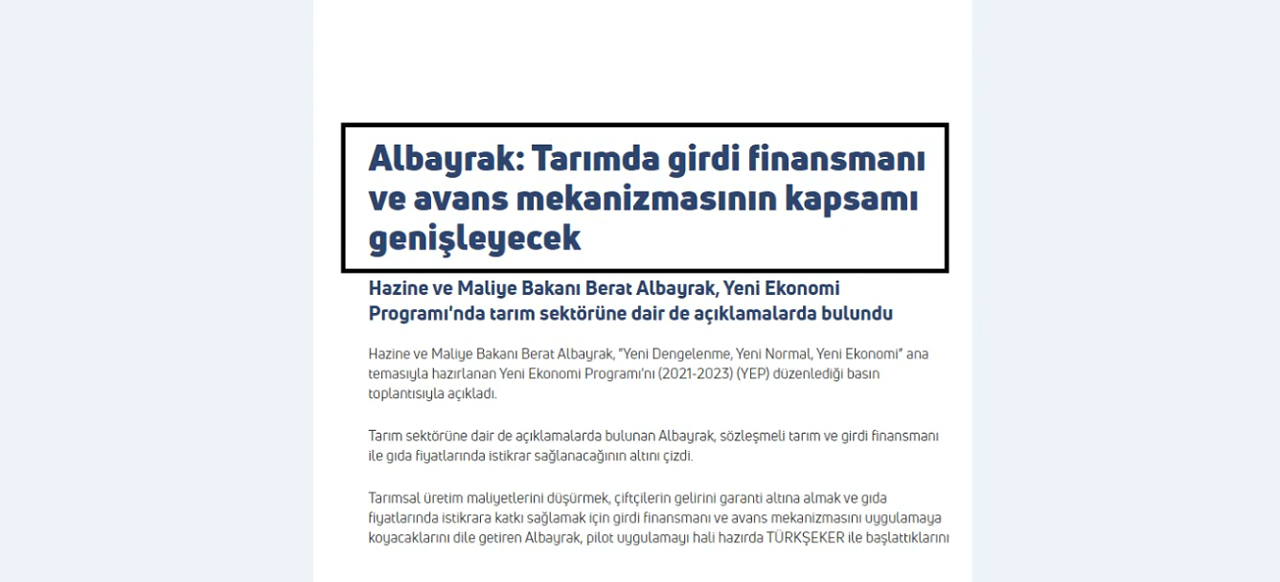 Albayrak: Tarımda girdi finansmanı
ve avans mekanizmasının kapsamı
genişleyecek
Hazine ve Maliye Bakanı Berat Albayrak, Yeni Ekonomi
Programı'nda tarım sektörüne dair de açıklamalarda bulundu
Hazine ve Maliye Bakanı Berat Albayrak, "Yeni Dengelenme, Yeni Normal, Yeni Ekonomi" ana
temasıyla hazırlanan Yeni Ekonomi Programı'nı (2021-2023) (YEP) düzenlediği basın
toplantısıyla açıkladı.
Tarım sektörüne dair de açıklamalarda bulunan Albayrak, sözleşmeli tarım ve girdi finansmanı
ile gıda fiyatlarında istikrar sağlanacağının altını çizdi.
Tarımsal üretim maliyetlerini düşürmek, çiftçilerin gelirini garanti altına almak ve gıda
fiyatlarında istikrara katkı sağlamak için girdi finansmanı ve avans mekanizmasını uygulamaya
koyacaklarını dile getiren Albayrak, pilot uygulamayı hali hazırda TÜRKŞEKER ile başlattıklarını